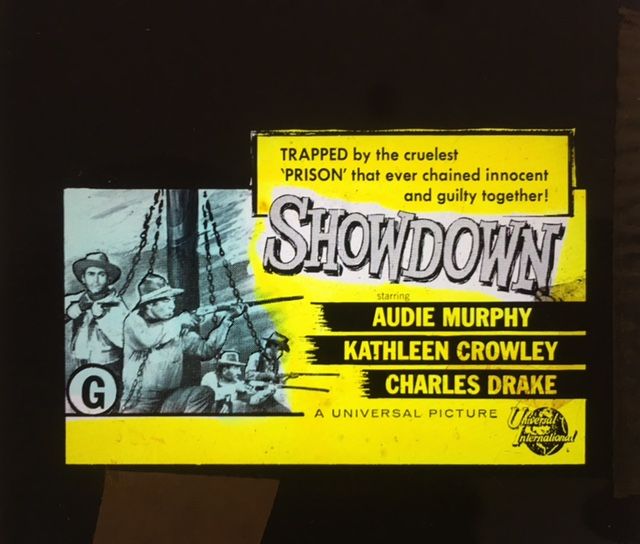 TRAPPED by the cruelest
'PRISON' that ever chained innocent
and guilty together!
SHOWDOWN
starring
AUDIE MURPHY
KATHLEEN CROWLEY
CHARLES DRAKE
G
A UNIVERSAL PICTURE
Universal
International